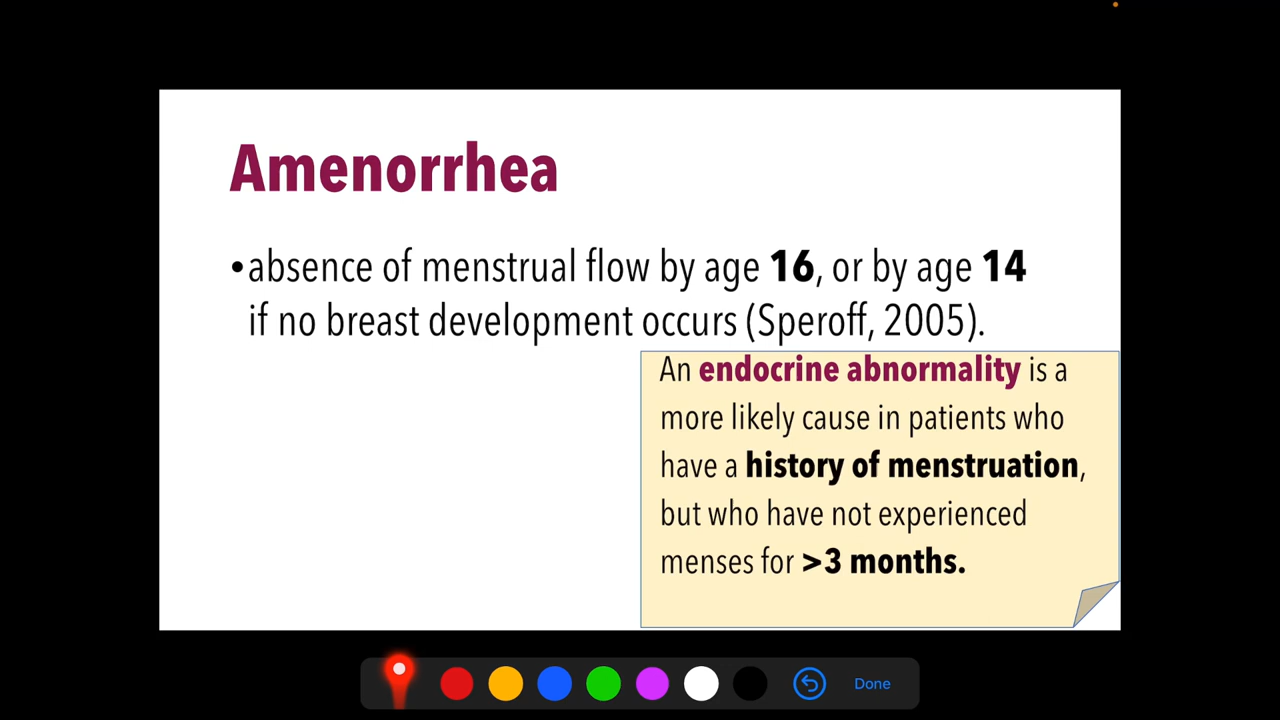 Amenorrhea
•absence of menstrual flow by age 16, or by age 14
if no breast development occurs (Speroff, 2005).
An endocrine abnormality is a
more likely cause in patients who
have a history of menstruation,
but who have not experienced
menses for >3 months.
Done